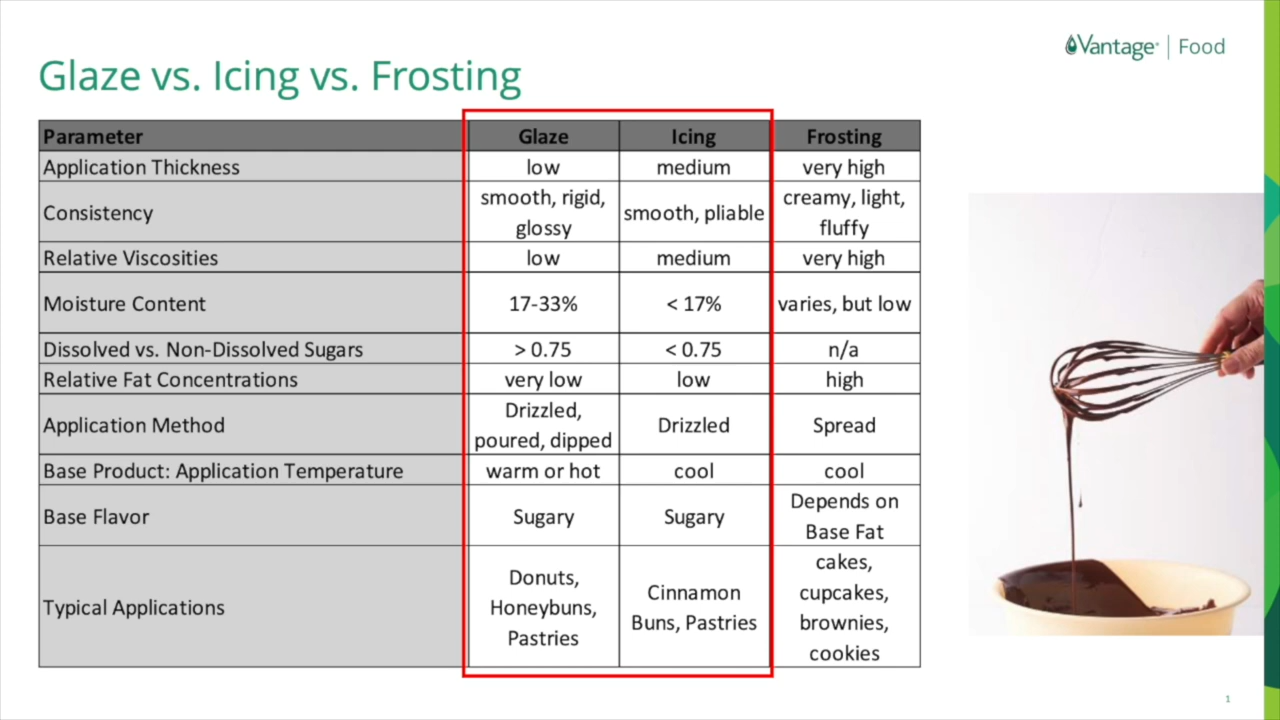 Vantage® | Food
Glaze vs. Icing vs. Frosting
Parameter Glaze Icing Frosting
Application Thickness low medium very high
Consistency smooth, rigid, glossy smooth, pliable creamy, light, fluffy
Relative Viscosities low medium very high
Moisture Content 17-33% < 17% varies, but low
Dissolved vs. Non-Dissolved Sugars > 0.75 < 0.75 n/a
Relative Fat Concentrations very low low high
Application Method Drizzled, poured, dipped Drizzled Spread
Base Product: Application Temperature warm or hot cool cool
Base Flavor Sugary Sugary Depends on Base Fat
Typical Applications Donuts, Honeybuns, Pastries Cinnamon Buns, Pastries cakes, cupcakes, brownies, cookies
1